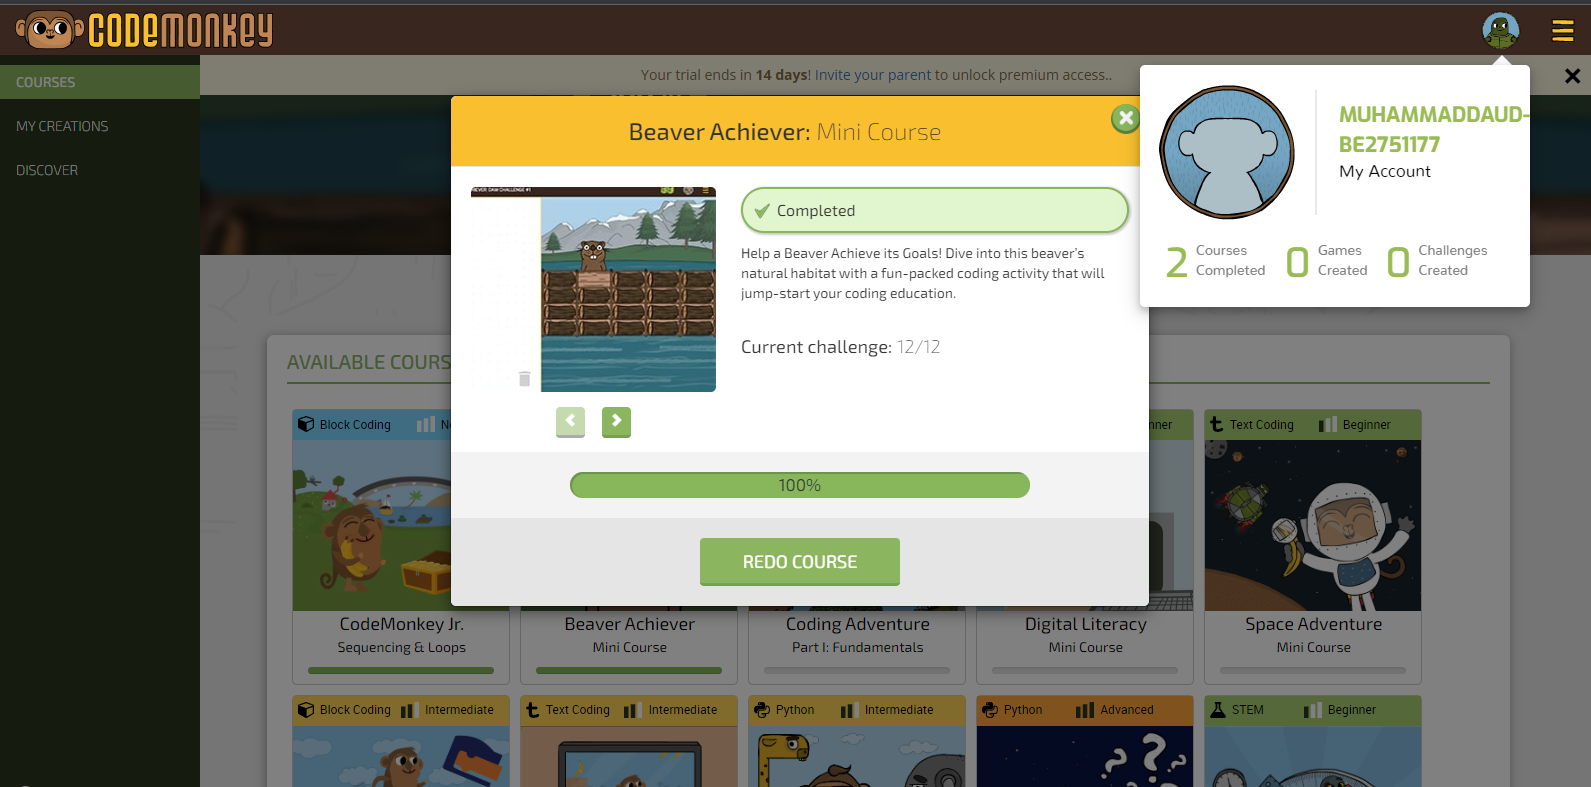 CODEMONKEY
COURSES
MY CREATIONS
DISCOVER
Your trial ends in 14 days! Invite your parent to unlock premium access..
MUHAMMADDAUD-
BE2751177
My Account
2 Courses Completed
0 Games Created
0 Challenges Created
Beaver Achiever: Mini Course
Completed
Help a Beaver Achieve its Goals! Dive into this beaver's
natural habitat with a fun-packed coding activity that will
jump-start your coding education.
Current challenge: 12/12
100%
REDO COURSE
AVAILABLE COURS
Block Coding
Text Coding Beginner
CodeMonkey Jr.
Sequencing & Loops
Beaver Achiever
Mini Course
Coding Adventure
Part I: Fundamentals
Digital Literacy
Mini Course
Space Adventure
Mini Course
Block Coding Intermediate
Text Coding Intermediate
Python Intermediate
Python Advanced
STEM Beginner